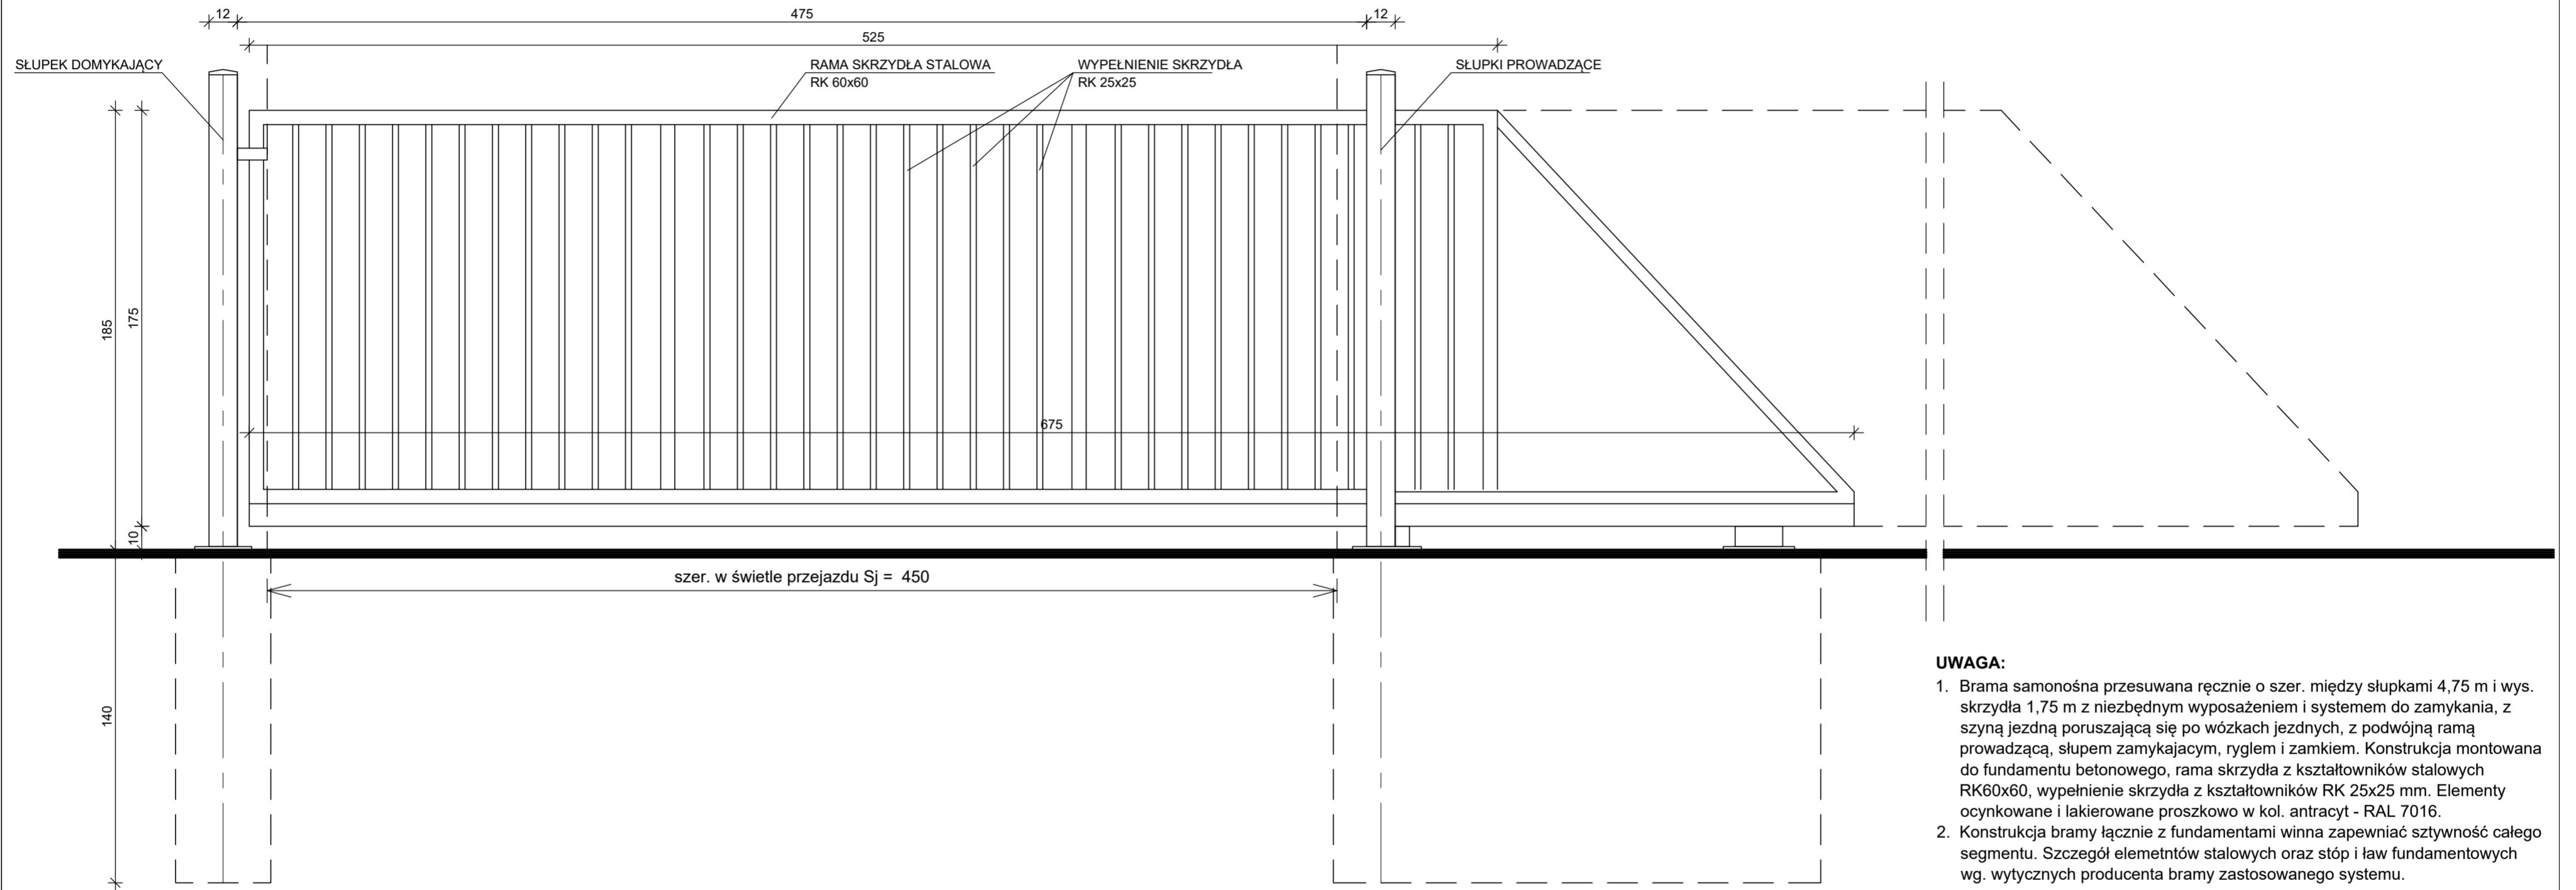 12
475
12
525
SŁUPEK DOMYKAJĄCY
RAMA SKRZYDŁA STALOWA
RK 60x60
WYPEŁNIENIE SKRZYDŁA
RK 25x25
SŁUPKI PROWADZĄCE
185
175
675
10
szer. w świetle przejazdu Sj = 450
140
UWAGA:
1. Brama samonośna przesuwana ręcznie o szer. między słupkami 4,75 m i wys.
skrzydła 1,75 m z niezbędnym wyposażeniem i systemem do zamykania, z
szyną jezdną poruszającą się po wózkach jezdnych, z podwójną ramą
prowadzącą, słupem zamykajacym, ryglem i zamkiem. Konstrukcja montowana
do fundamentu betonowego, rama skrzydła z kształtowników stalowych
RK60x60, wypełnienie skrzydła z kształtowników RK 25x25 mm. Elementy
ocynkowane i lakierowane proszkowo w kol. antracyt - RAL 7016.
2. Konstrukcja bramy łącznie z fundamentami winna zapewniać sztywność całego
segmentu. Szczegół elemetntów stalowych oraz stóp i ław fundamentowych
wg. wytycznych producenta bramy zastosowanego systemu.